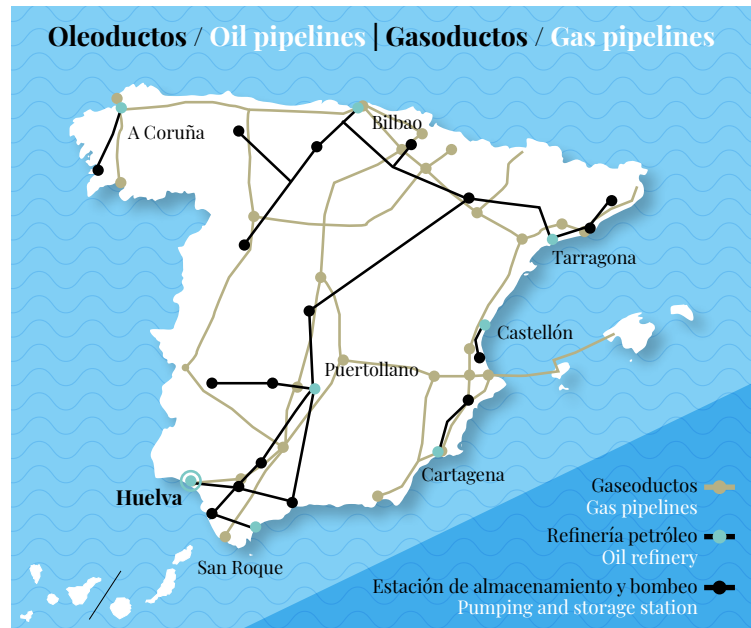 Oleoductos / Oil pipelines | Gasoductos / Gas pipelines
A Coruña
Bilbao
Tarragona
Castellón
Puertollano
Cartagena
Huelva
San Roque
Gaseoductos
Gas pipelines
Refinería petróleo
Oil refinery
Estación de almacenamiento y bombeo
Pumping and storage station